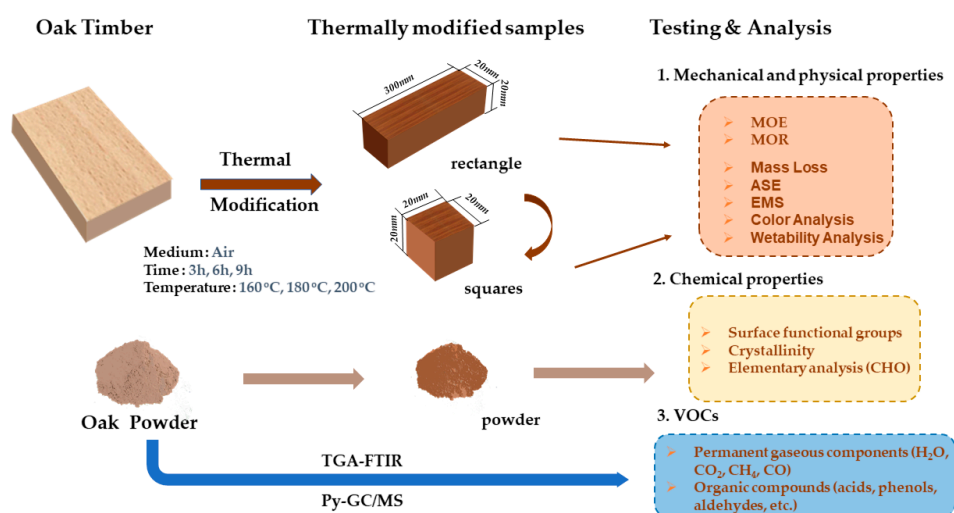 Oak Timber
Thermally modified samples
Testing & Analysis
1. Mechanical and physical properties
300mm
20mm
20mm
MOE
MOR
Mass Loss
ASE
EMS
Color Analysis
Wetability Analysis
Thermal
Modification
rectangle
20mm
20mm
20mm
squares
Medium : Air
Time : 3h, 6h, 9h
Temperature : 160°C, 180°C, 200°C
2. Chemical properties
Surface functional groups
Crystallinity
Elementary analysis (CHO)
Oak Powder
powder
3. VOCs
TGA-FTIR
Py-GC/MS
Permanent gaseous components (H₂O,
CO₂, CH₄, CO)
Organic compounds (acids, phenols,
aldehydes, etc.)